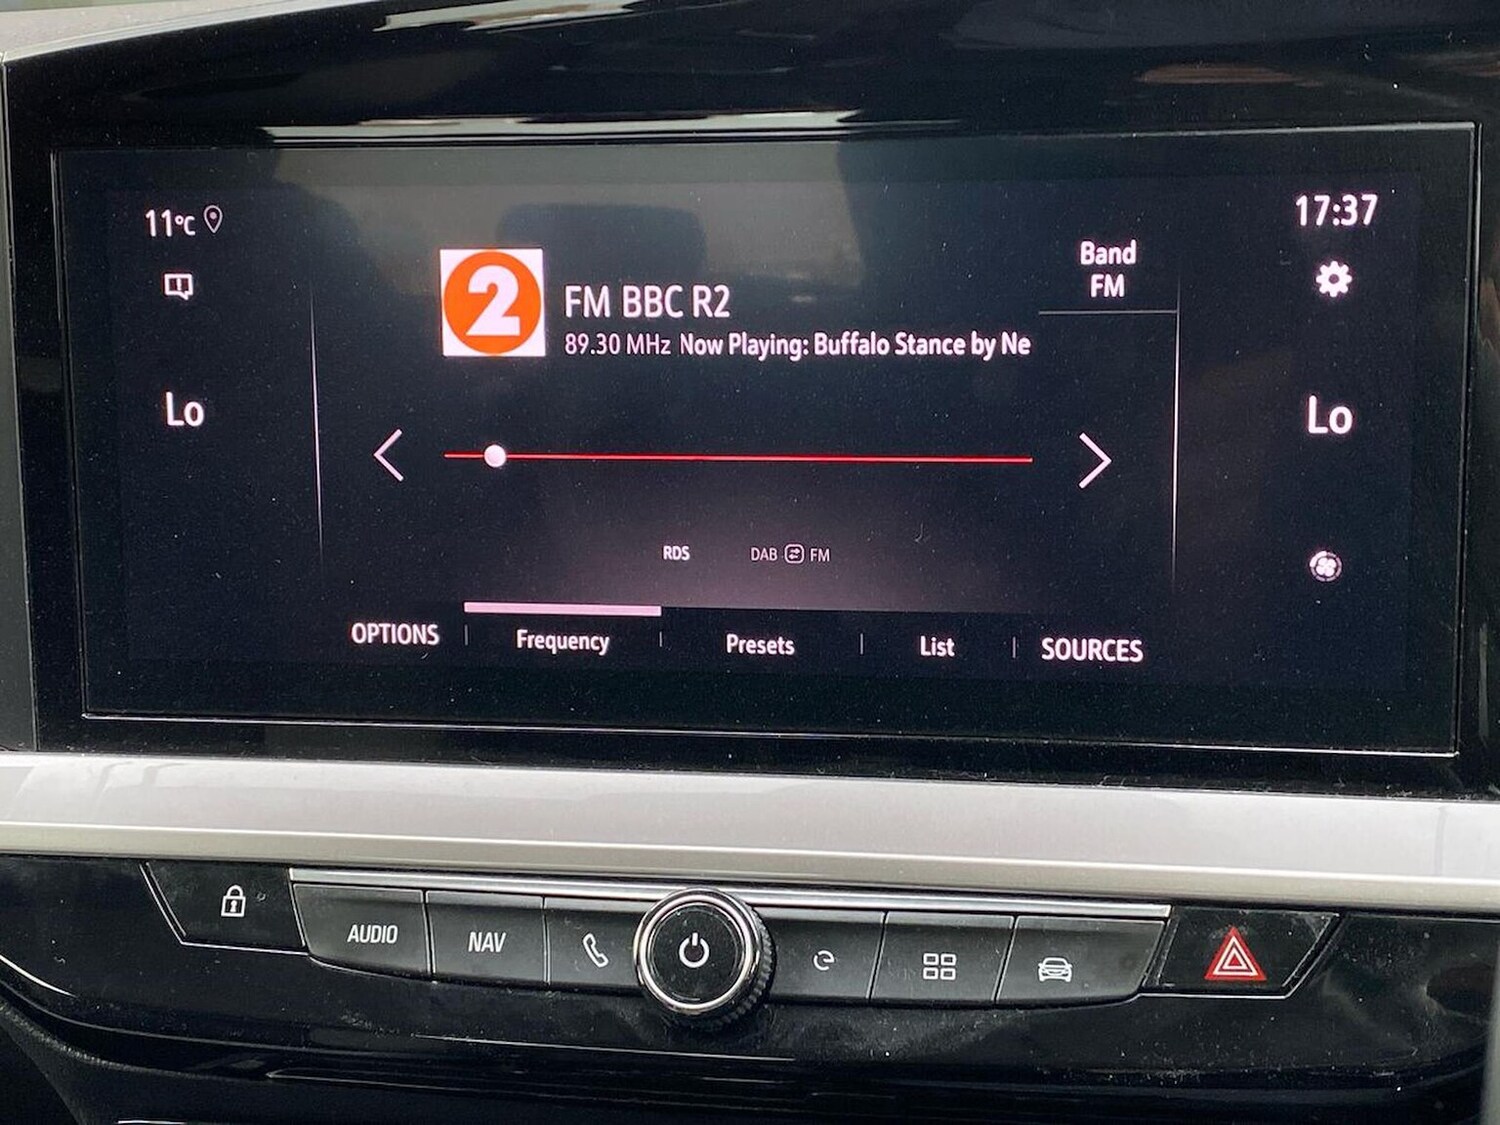 11°C
17:37
Band
FM
2
FM BBC R2
89.30 MHz Now Playing: Buffalo Stance by Ne
Lo
Lo
RDS
DAB FM
OPTIONS
Frequency
Presets
List
SOURCES
AUDIO
NAV